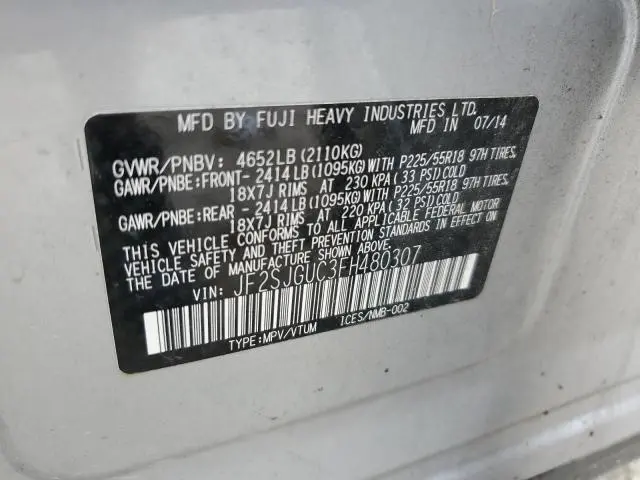 MFD BY FUJI HEAVY INDUSTRIES LTD.
MFD IN 07/14
GVWR/PNBV: 4652LB (2110KG)
GAWR/PNBE:FRONT- 2414LB (1095KG) WITH P225/55R18 97H TIRES,
18X7J RIMS AT 230 KPA ( 33 PSI) COLD
GAWR/PNBE:REAR - 2414LB (1095KG) WITH P225/55R18 97H TIRES,
18X7J RIMS AT 220 KPA ( 32 PSI) COLD
THIS VEHICLE CONFORMS TO ALL APPLICABLE FEDERAL MOTOR
VEHICLE SAFETY AND THEFT PREVENTION STANDARDS IN EFFECT ON
THE DATE OF MANUFACTURE SHOWN ABOVE.
VIN: JF2SJGUC3FH480307
TYPE:MPV/VTUM ICES/NMB-002